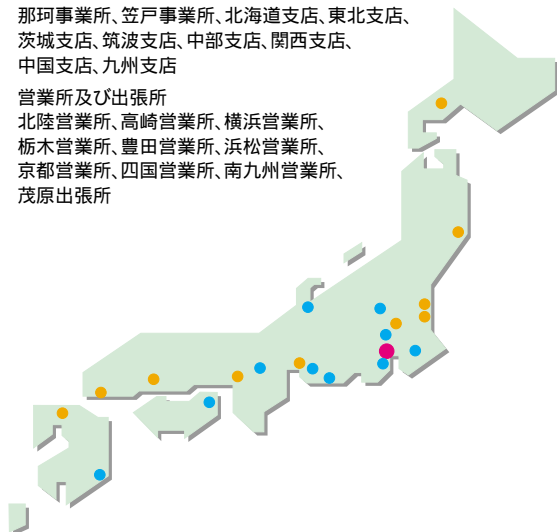 那珂事業所、笠戸事業所、北海道支店、東北支店、
茨城支店、筑波支店、中部支店、関西支店、
中国支店、九州支店
営業所及び出張所
北陸営業所、高崎営業所、横浜営業所、
栃木営業所、豊田営業所、浜松営業所、
京都営業所、四国営業所、南九州営業所、
茂原出張所